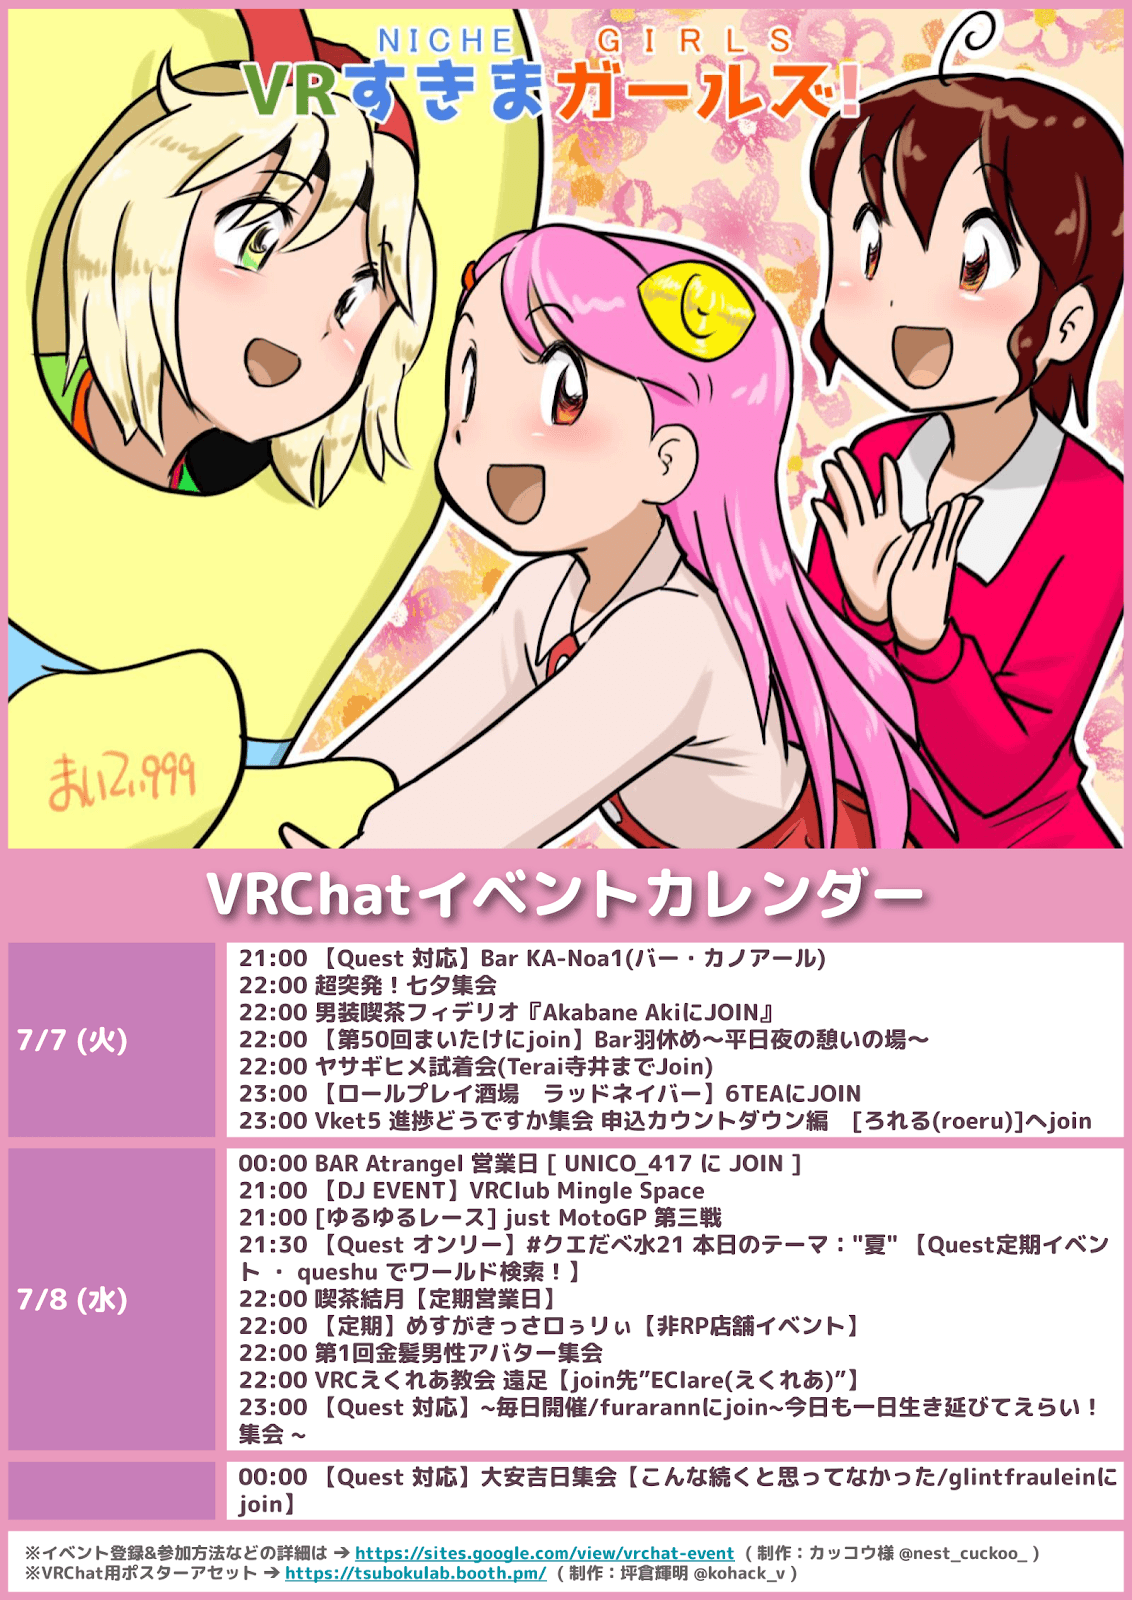 NICHE GIRLS
VRすきまガールズ!
まいてぃ999
VRChatイベントカレンダー
7/7 (火)
21:00 【Quest 対応】Bar KA-Noa1(バー・カノアール)
22:00 超突発！七夕集会
22:00 男装喫茶フィデリオ『Akabane AkiにJOIN』
22:00 【第50回まいたけにjoin】Bar羽休め～平日夜の憩いの場～
22:00 ヤサギヒメ試着会(Terai寺井までJoin)
23:00 【ロールプレイ酒場　ラッドネイバー】6TEAにJOIN
23:00 Vket5 進捗どうですか集会 申込カウントダウン編　[ろれる(roeru)]へjoin
7/8 (水)
00:00 BAR Atrangel 営業日 [ UNICO_417 に JOIN ]
21:00 【DJ EVENT】VRClub Mingle Space
21:00 [ゆるゆるレース] just MotoGP 第三戦
21:30 【Quest オンリー】#クエだべ水21 本日のテーマ："夏" 【Quest定期イベン
ト ・ queshu でワールド検索！】
22:00 喫茶結月【定期営業日】
22:00 【定期】めすがきっさロぅリぃ【非RP店舗イベント】
22:00 第1回金髪男性アバター集会
22:00 VRCえくれあ教会 遠足【join先”EClare(えくれあ)”】
23:00 【Quest 対応】~毎日開催/furarannにjoin~今日も一日生き延びてえらい！
集会 ~
00:00 【Quest 対応】大安吉日集会【こんな続くと思ってなかった/glintfrauleinに
join】
※イベント登録&参加方法などの詳細は → https://sites.google.com/view/vrchat-event ( 制作：カッコウ様 @nest_cuckoo_ )
※VRChat用ポスターアセット → https://tsubokulab.booth.pm/ ( 制作：坪倉輝明 @kohack_v )